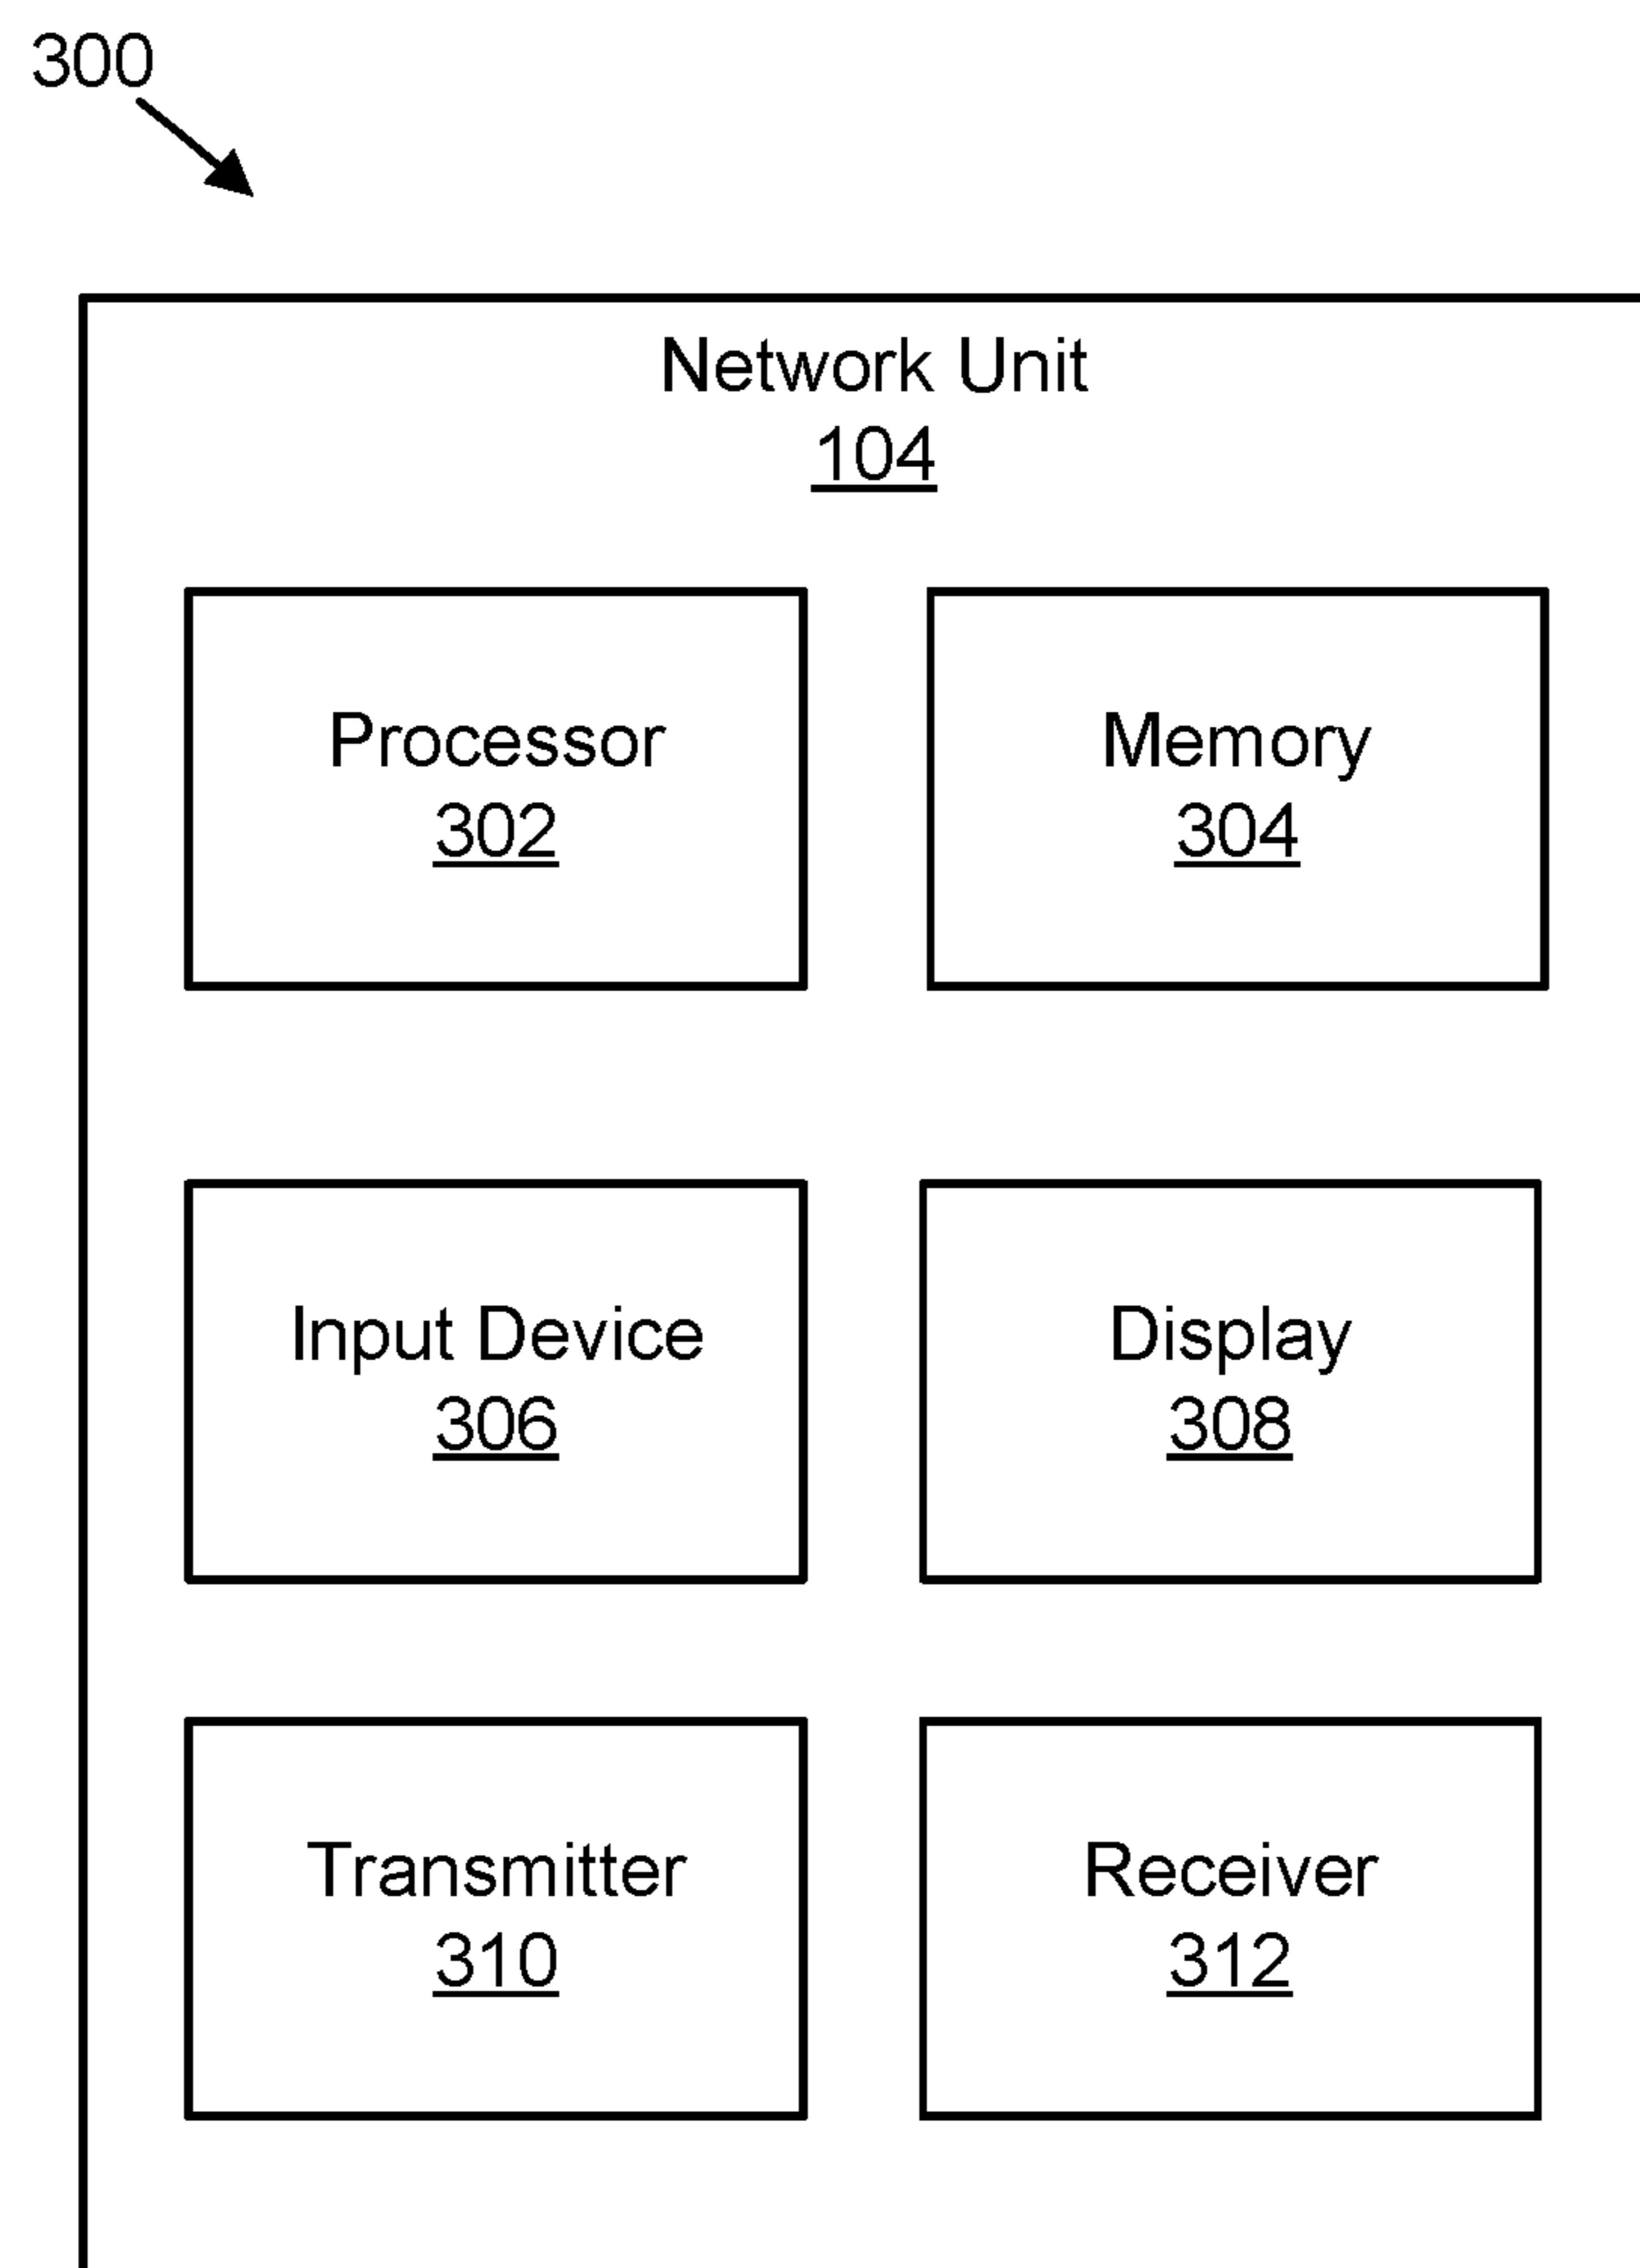 300
Network Unit
104
Processor
302
Memory
304
Input Device
306
Display
308
Transmitter
310
Receiver
312